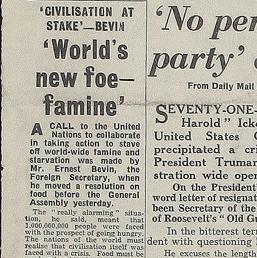 'CIVILISATION AT
STAKE'—BEVIN
'World's
new foe—
famine'
A CALL to the United
Nations to collaborate
in taking action to stave
off world-wide famine and
starvation was made by
Mr. Ernest Bevin, the
Foreign Secretary, when
he moved a resolution on
food before the General
Assembly yesterday.
The "really alarming" situa-
tion, he said, meant that
1,000,000,000 people were faced
with the prospect of going hungry.
The nations of the world must
realise that civilisation itself was
faced with a crisis. Food must be
'No per
party'
From Daily Mail
SEVENTY-ONE-
Harold" Icke
United States C
precipitated a cri
President Truman
stration wide open
On the President
word letter of resignat
been Secretary of the
of Roosevelt's "Old Gu
In the bitterest ter
dent with questioning
He excuses the length